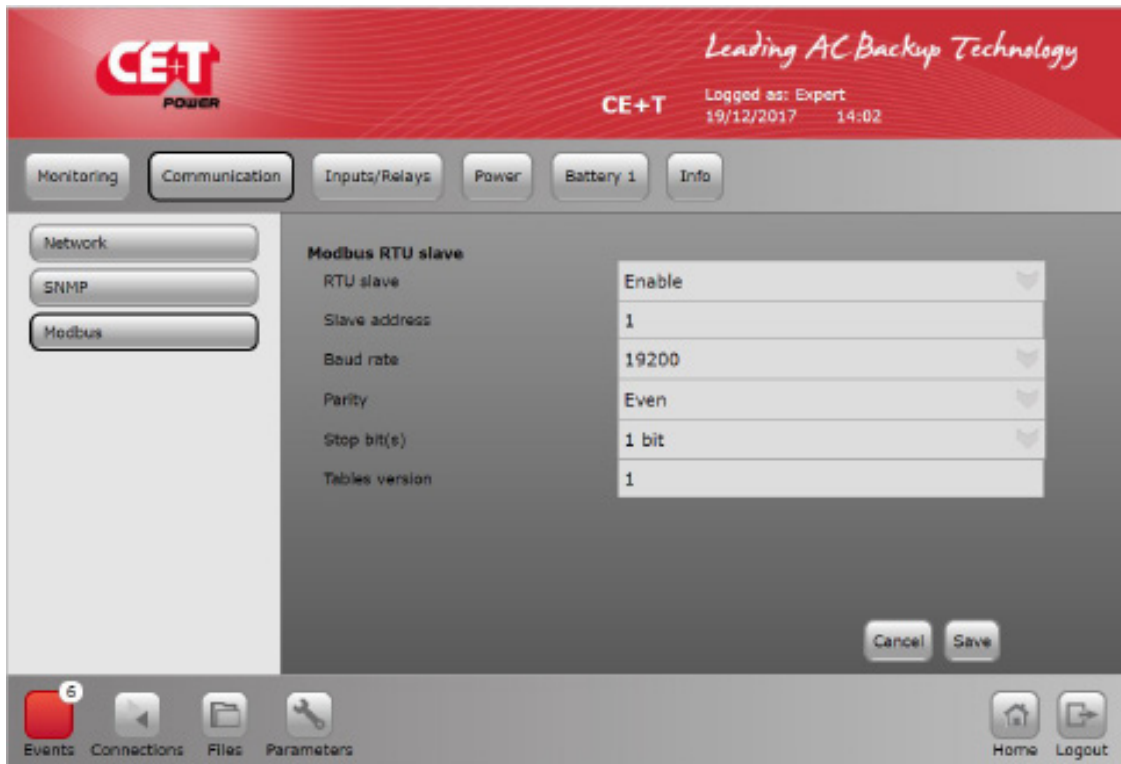 CE+T
POWER
Leading AC Backup Technology
CE+T
Logged as: Expert
19/12/2017 14:02
Monitoring Communication Inputs/Relays Power Battery 1 Info
Network
SNMP
Modbus
Modbus RTU slave
RTU slave Enable
Slave address 1
Baud rate 19200
Parity Even
Stop bit(s) 1 bit
Tables version 1
Cancel Save
6
Events Connections Files Parameters Home Logout